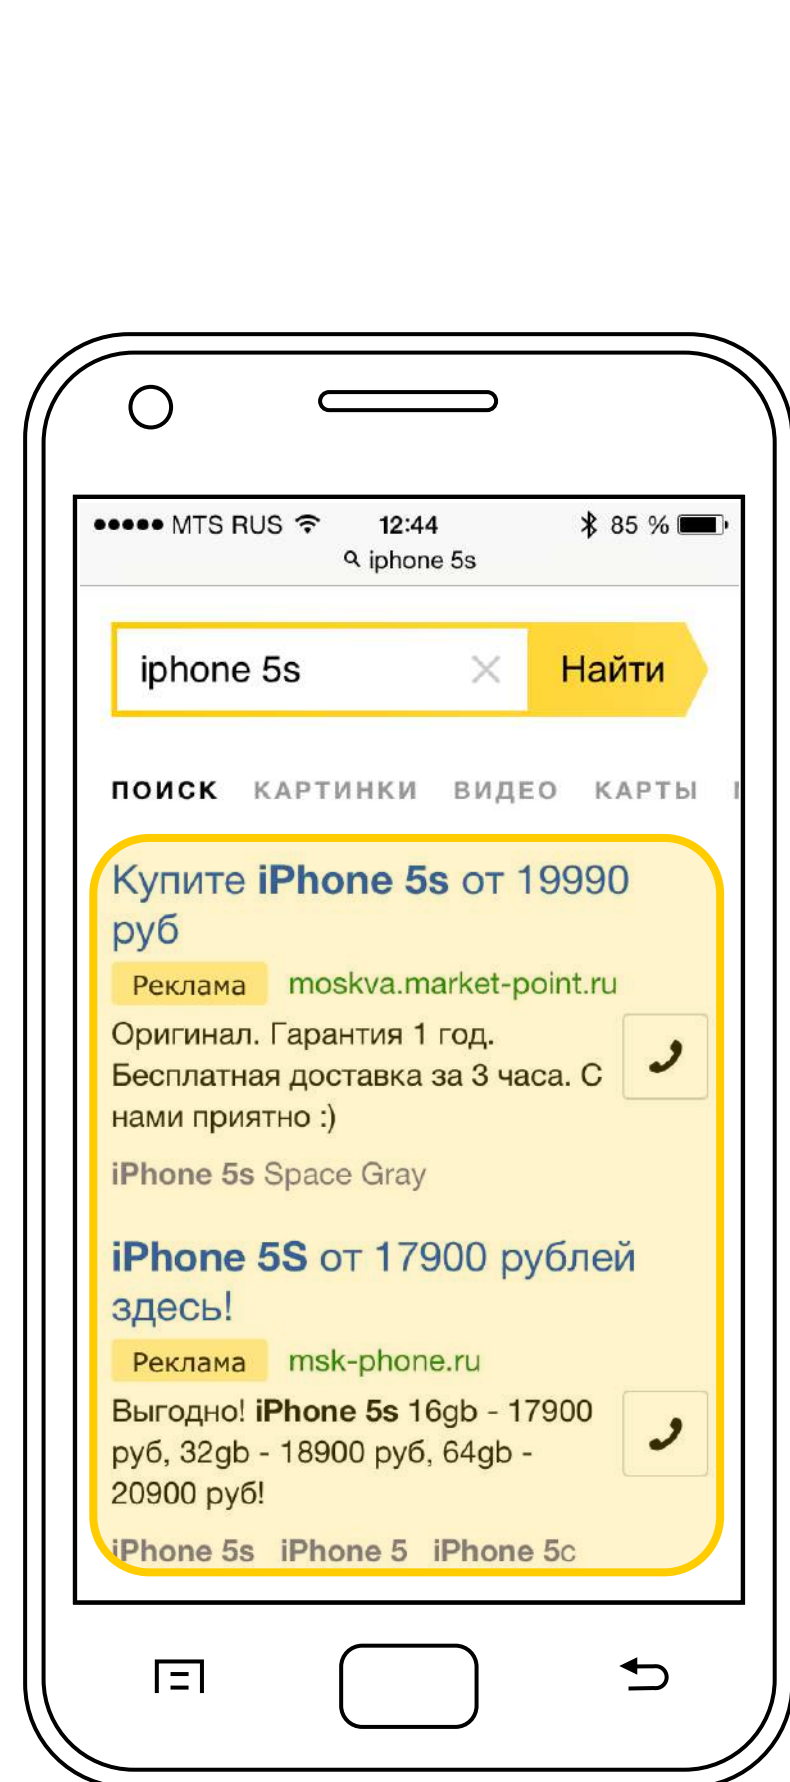 MTS RUS 12:44 85 %
iphone 5s
iphone 5s Найти
ПОИСК КАРТИНКИ ВИДЕО КАРТЫ
Купите iPhone 5s от 19990
руб
Реклама moskva.market-point.ru
Оригинал. Гарантия 1 год.
Бесплатная доставка за 3 часа. С
нами приятно :)
iPhone 5s Space Gray
iPhone 5S от 17900 рублей
здесь!
Реклама msk-phone.ru
Выгодно! iPhone 5s 16gb - 17900
руб, 32gb - 18900 руб, 64gb -
20900 руб!
iPhone 5s iPhone 5 iPhone 5c